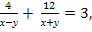 4/(x−y) + 12/(x+y) = 3,